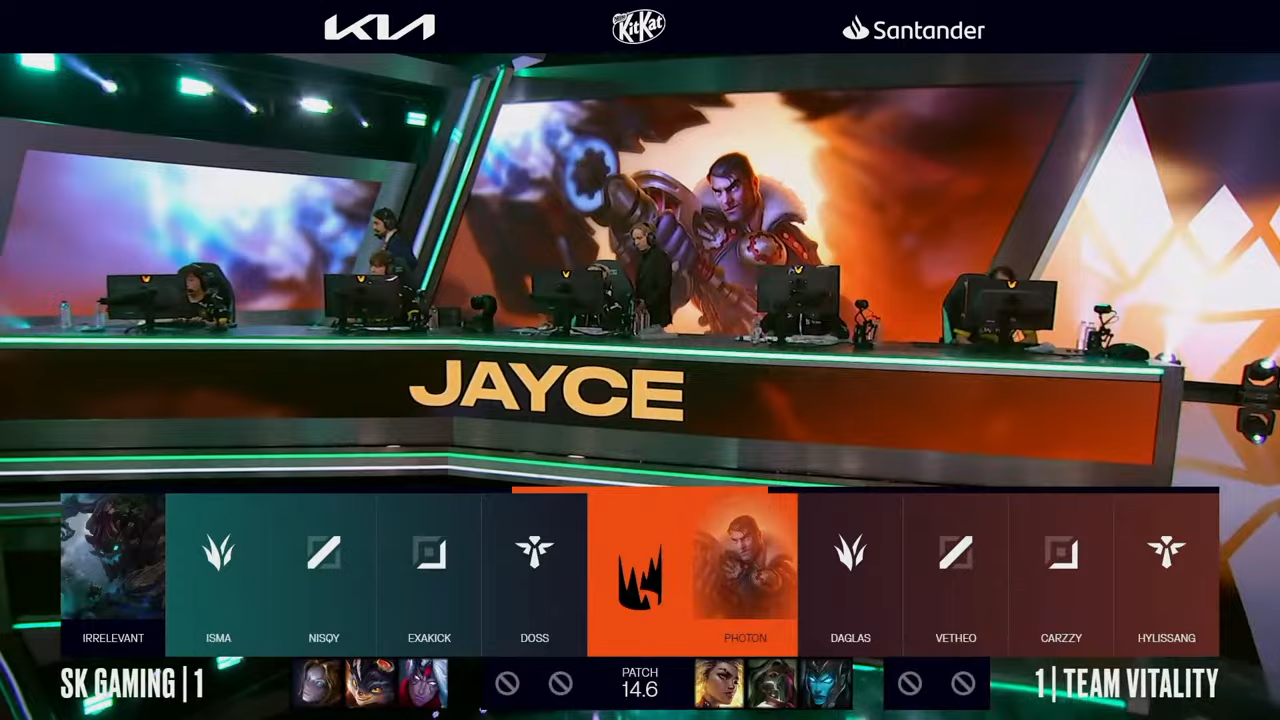 KIA
Nestlé KitKat
Santander
JAYCE
IRRELEVANT
ISMA
NISQY
EXAKICK
DOSS
PHOTON
DAGLAS
VETHEO
CARZZY
HYLISSANG
SK GAMING | 1
PATCH
14.6
1 | TEAM VITALITY